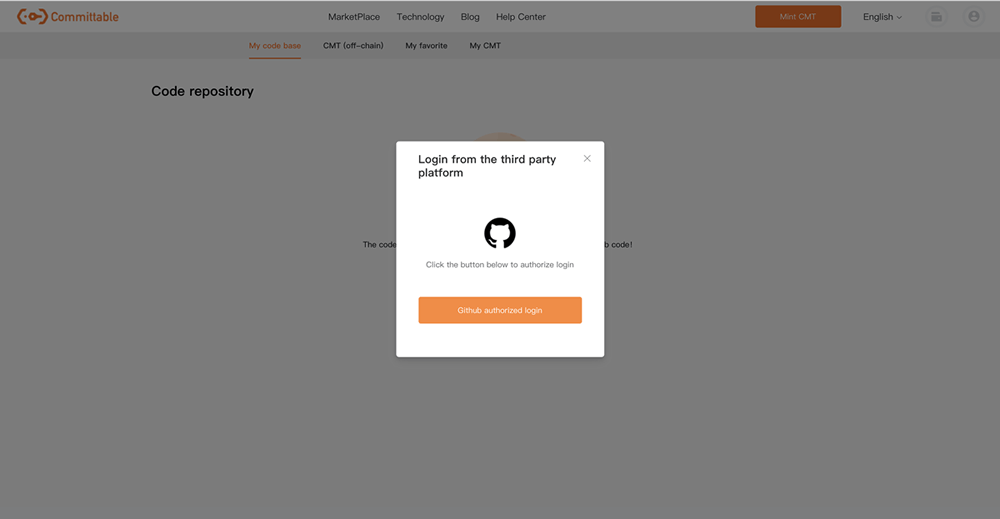 Committable MarketPlace Technology Blog Help Center Mint CMT English
My code base CMT (off-chain) My favorite My CMT
Code repository
Login from the third party
platform
The code
code!
Click the button below to authorize login
Github authorized login